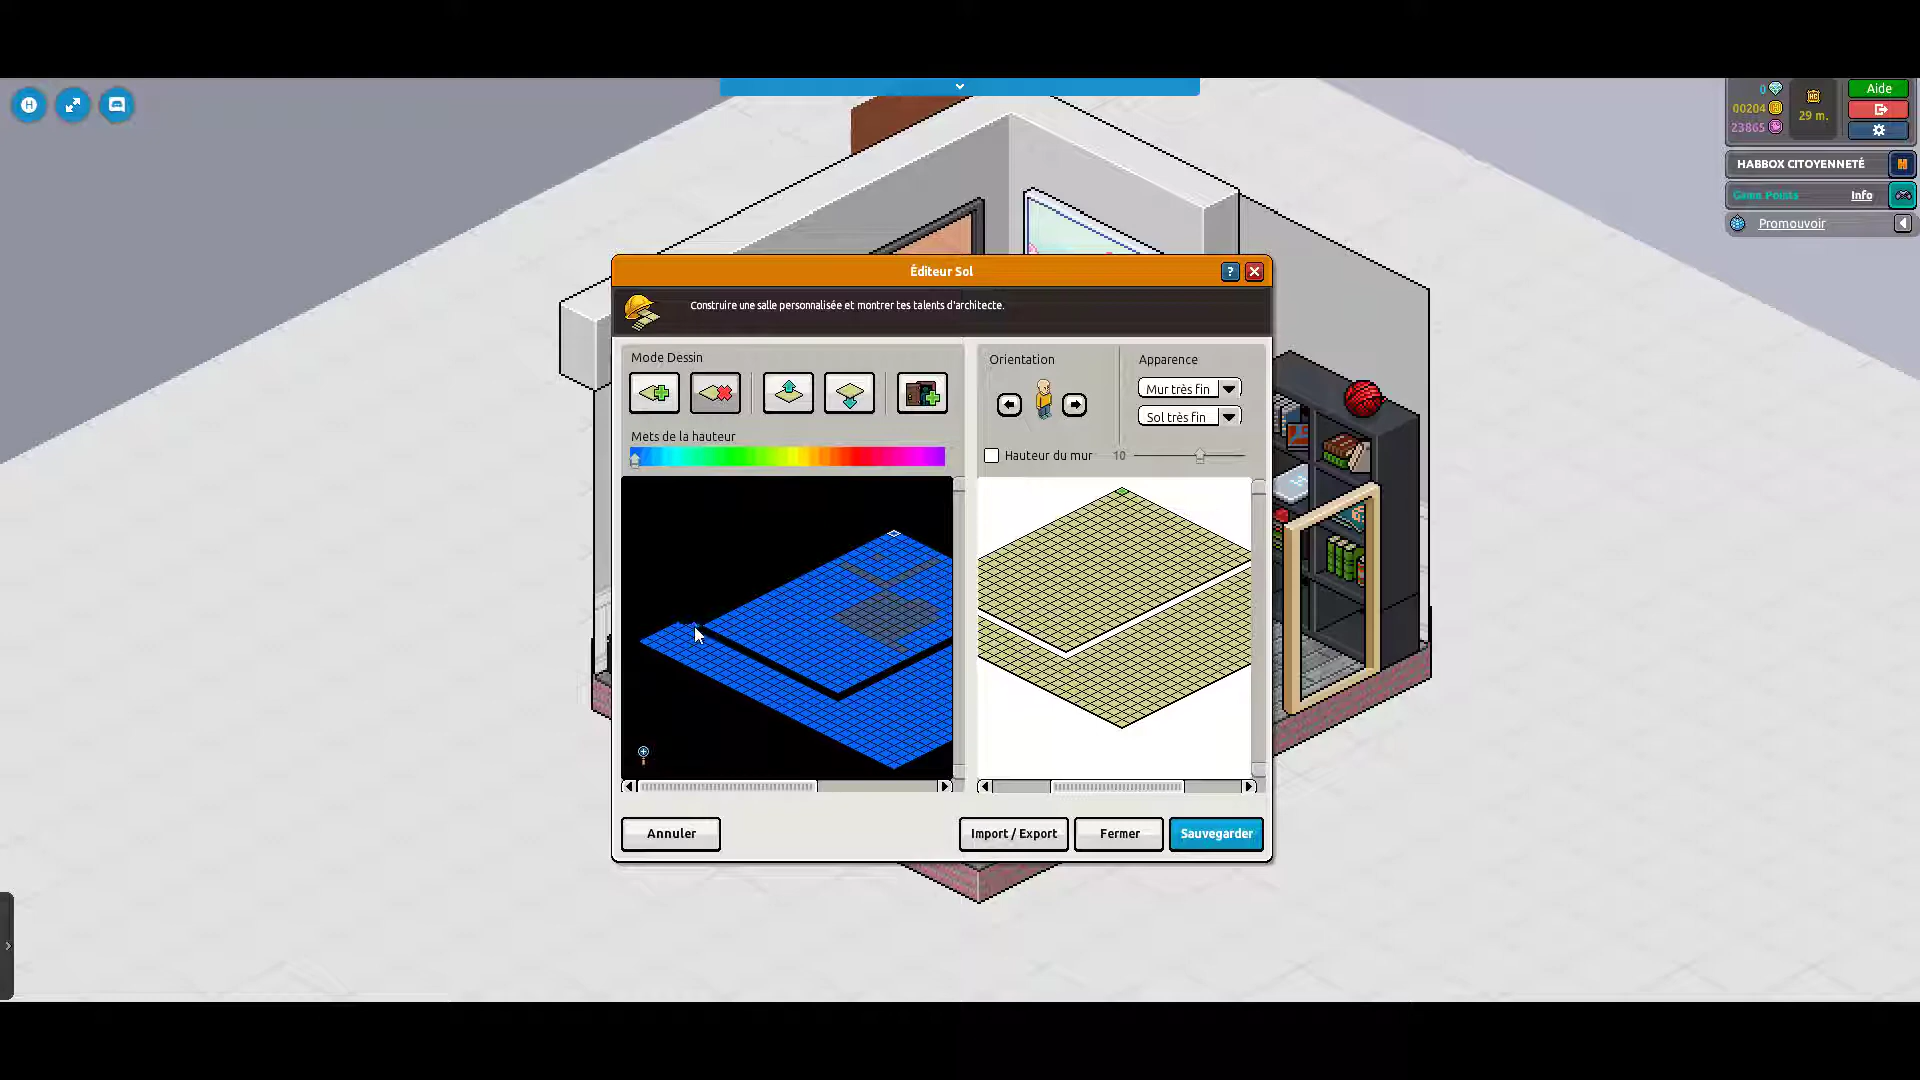 0
Aide
00204
29 m.
23865
HABBOX CITOYENNETÉ
Game Points
Info
Promouvoir
Éditeur Sol
?
Construire une salle personnalisée et montrer tes talents d'architecte.
Mode Dessin
Orientation
Apparence
Mur très fin
Sol très fin
Mets de la hauteur
Hauteur du mur
10
Annuler
Import / Export
Fermer
Sauvegarder